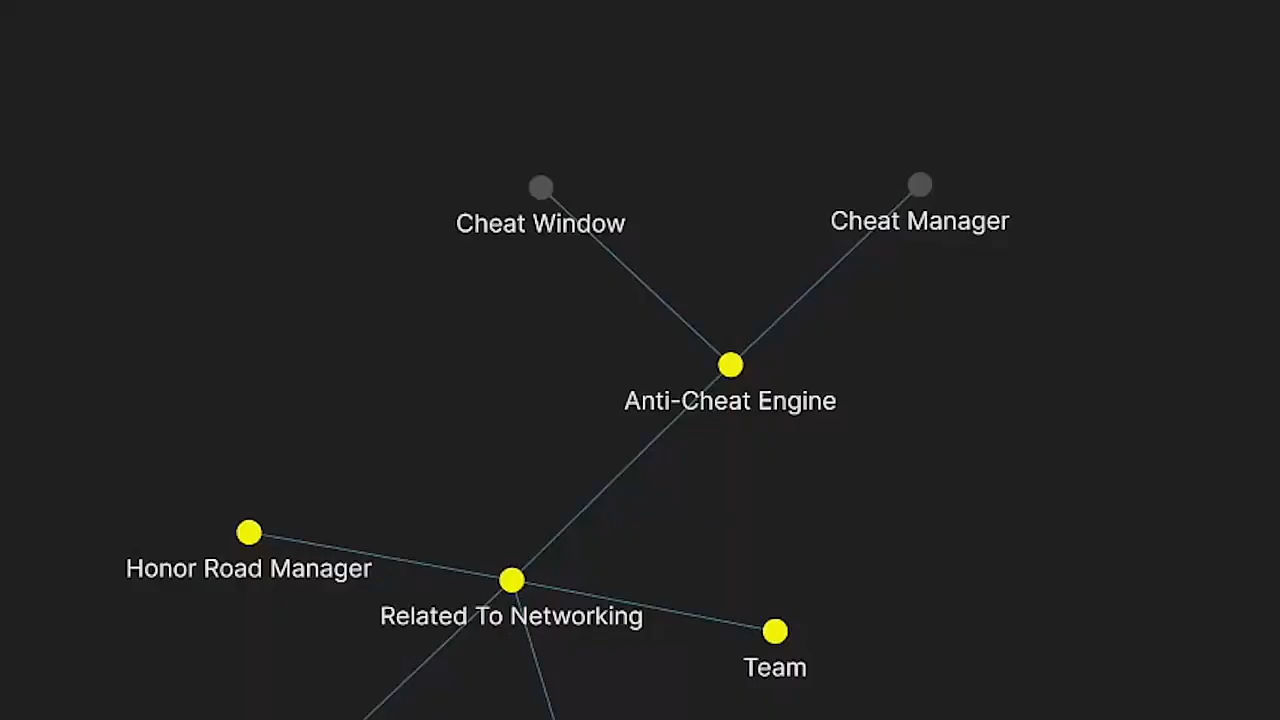 Cheat Window
Cheat Manager
Anti-Cheat Engine
Honor Road Manager
Related To Networking
Team